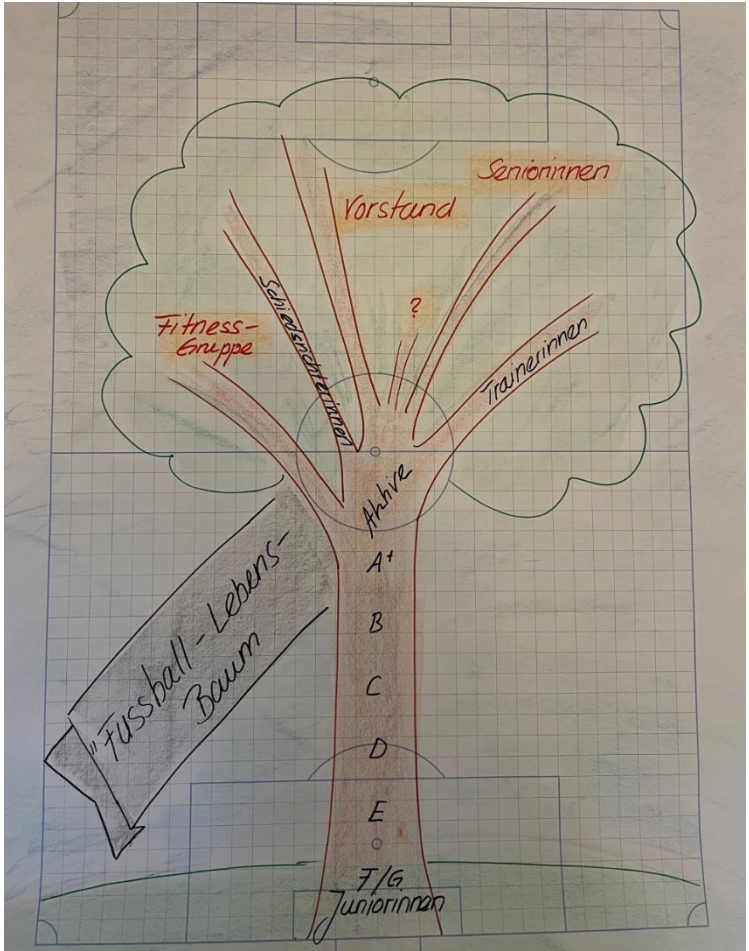 Seniorinnen
Vorstand
?
Fitness-
Gruppe
Schiedsrichterinnen
Trainerinnen
Aktive
A+
B
C
D
E
F/G
Juniorinnen
"Fussball-Lebens-
Baum